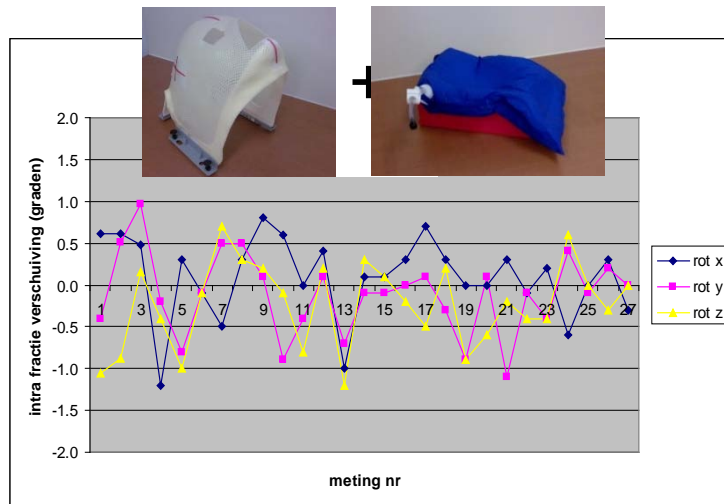 +
2.0
1.5
1.0
0.5
0.0
-0.5
-1.0
-1.5
-2.0
intra fractie verschuiving (graden)
1 3 5 7 9 11 13 15 17 19 21 23 25 27
meting nr
rot x
rot y
rot z